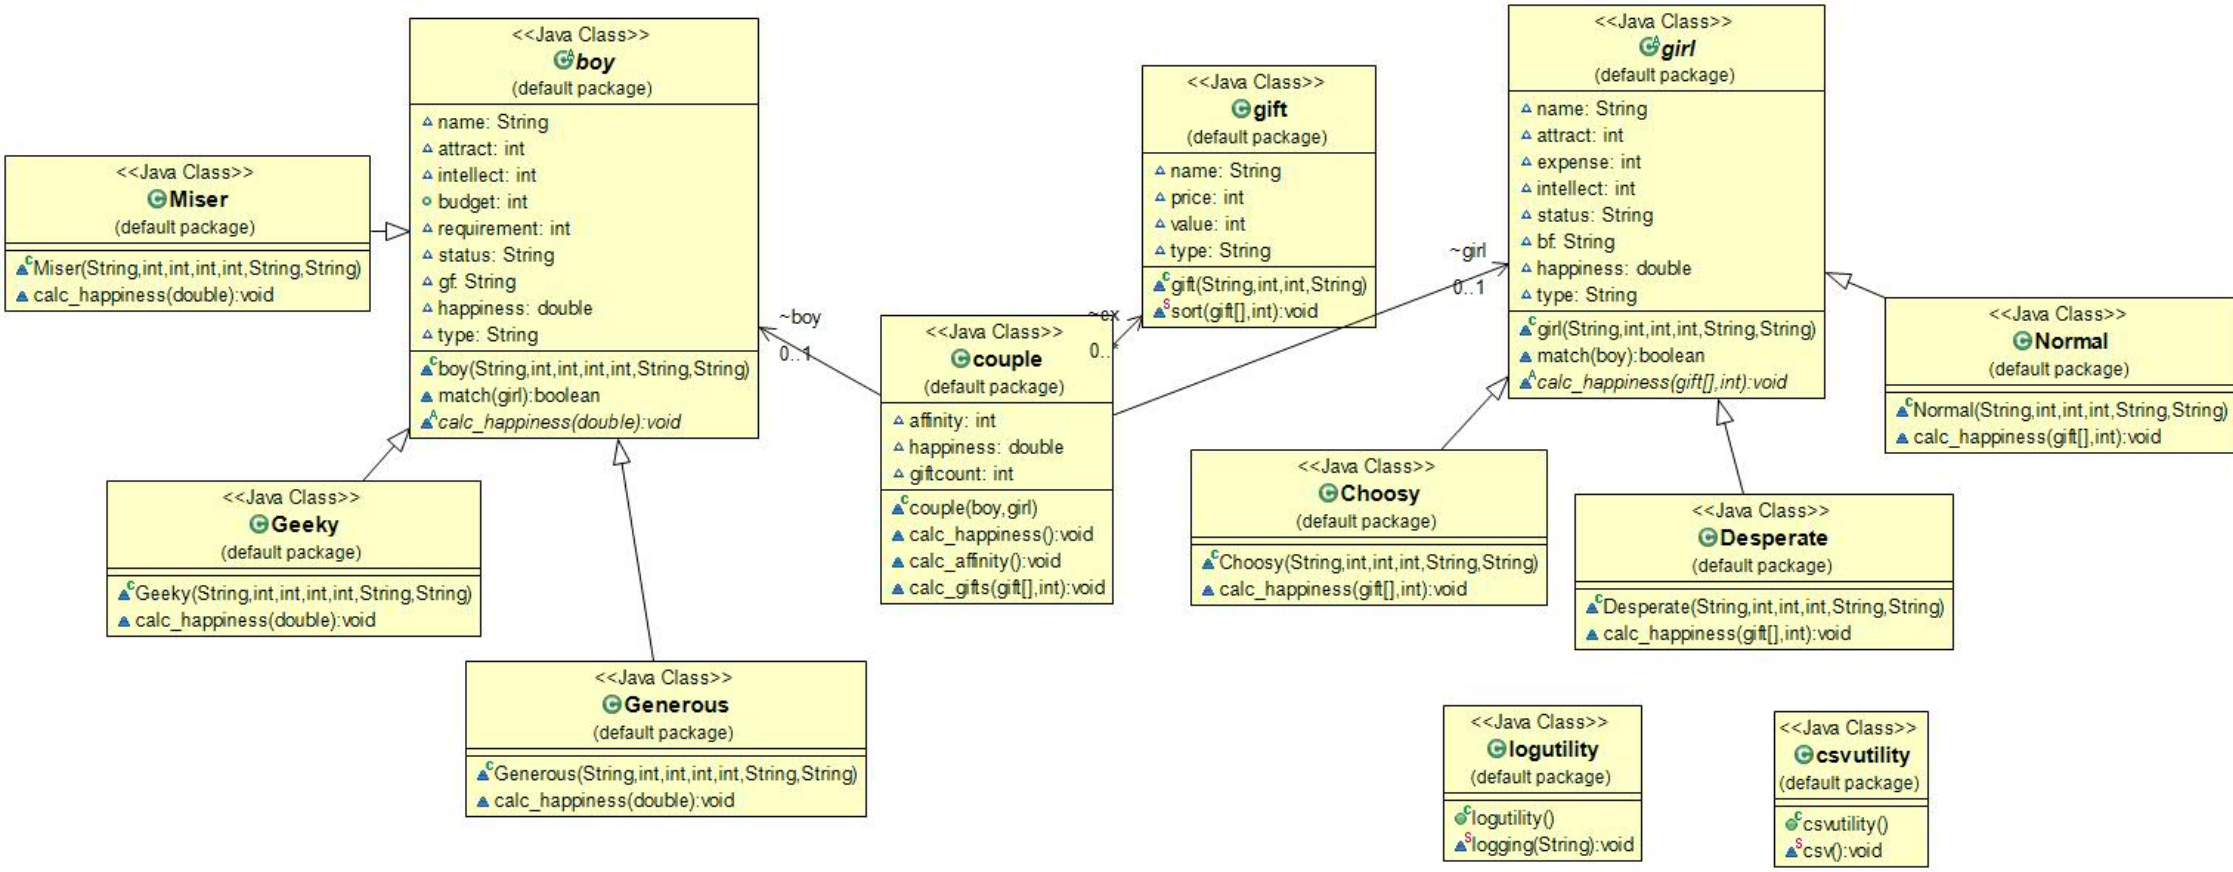 <<Java Class>>
boy
(default package)
name: String
attract: int
intellect: int
budget: int
requirement: int
status: String
gf: String
happiness: double
type: String
boy(String,int,int,int,int,String,String)
match(girl):boolean
calc_happiness(double):void
<<Java Class>>
Miser
(default package)
Miser(String,int,int,int,int,String,String)
calc_happiness(double):void
<<Java Class>>
Geeky
(default package)
Geeky(String,int,int,int,int,String,String)
calc_happiness(double):void
<<Java Class>>
Generous
(default package)
Generous(String,int,int,int,int,String,String)
calc_happiness(double):void
~boy
0..1
<<Java Class>>
couple
(default package)
affinity: int
happiness: double
giftcount: int
couple(boy,girl)
calc_happiness():void
calc_affinity():void
calc_gifts(gift[],int):void
0..*
<<Java Class>>
gift
(default package)
name: String
price: int
value: int
type: String
gift(String,int,int,String)
sort(gift[],int):void
~girl
0..1
<<Java Class>>
girl
(default package)
name: String
attract: int
expense: int
intellect: int
status: String
bf: String
happiness: double
type: String
girl(String,int,int,int,String,String)
match(boy):boolean
calc_happiness(gift[],int):void
<<Java Class>>
Choosy
(default package)
Choosy(String,int,int,int,String,String)
calc_happiness(gift[],int):void
<<Java Class>>
Desperate
(default package)
Desperate(String,int,int,int,String,String)
calc_happiness(gift[],int):void
<<Java Class>>
Normal
(default package)
Normal(String,int,int,int,String,String)
calc_happiness(gift[],int):void
<<Java Class>>
logutility
(default package)
logutility()
logging(String):void
<<Java Class>>
csvutility
(default package)
csvutility()
csv():void